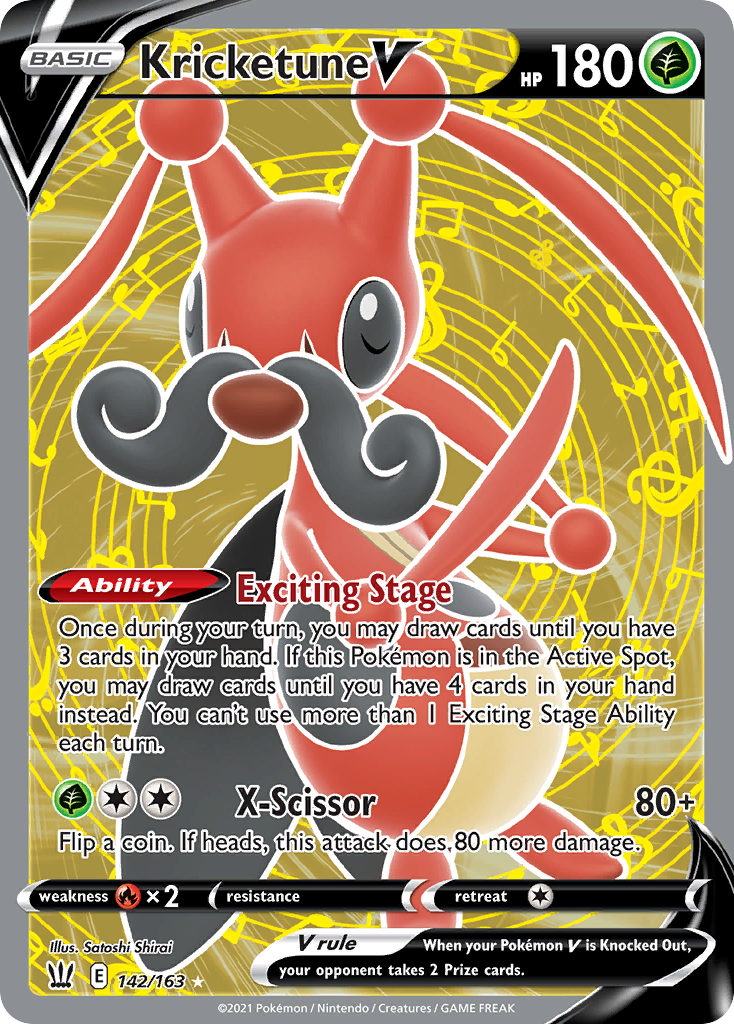 BASIC Kricketune V HP 180
Ability Exciting Stage
Once during your turn, you may draw cards until you have
3 cards in your hand. If this Pokémon is in the Active Spot,
you may draw cards until you have 4 cards in your hand
instead. You can't use more than 1 Exciting Stage Ability
each turn.
X-Scissor 80+
Flip a coin. If heads, this attack does 80 more damage.
weakness ×2 resistance retreat
Illus. Satoshi Shirai
V rule When your Pokémon V is Knocked Out,
your opponent takes 2 Prize cards.
E 142/163
©2021 Pokémon / Nintendo / Creatures / GAME FREAK